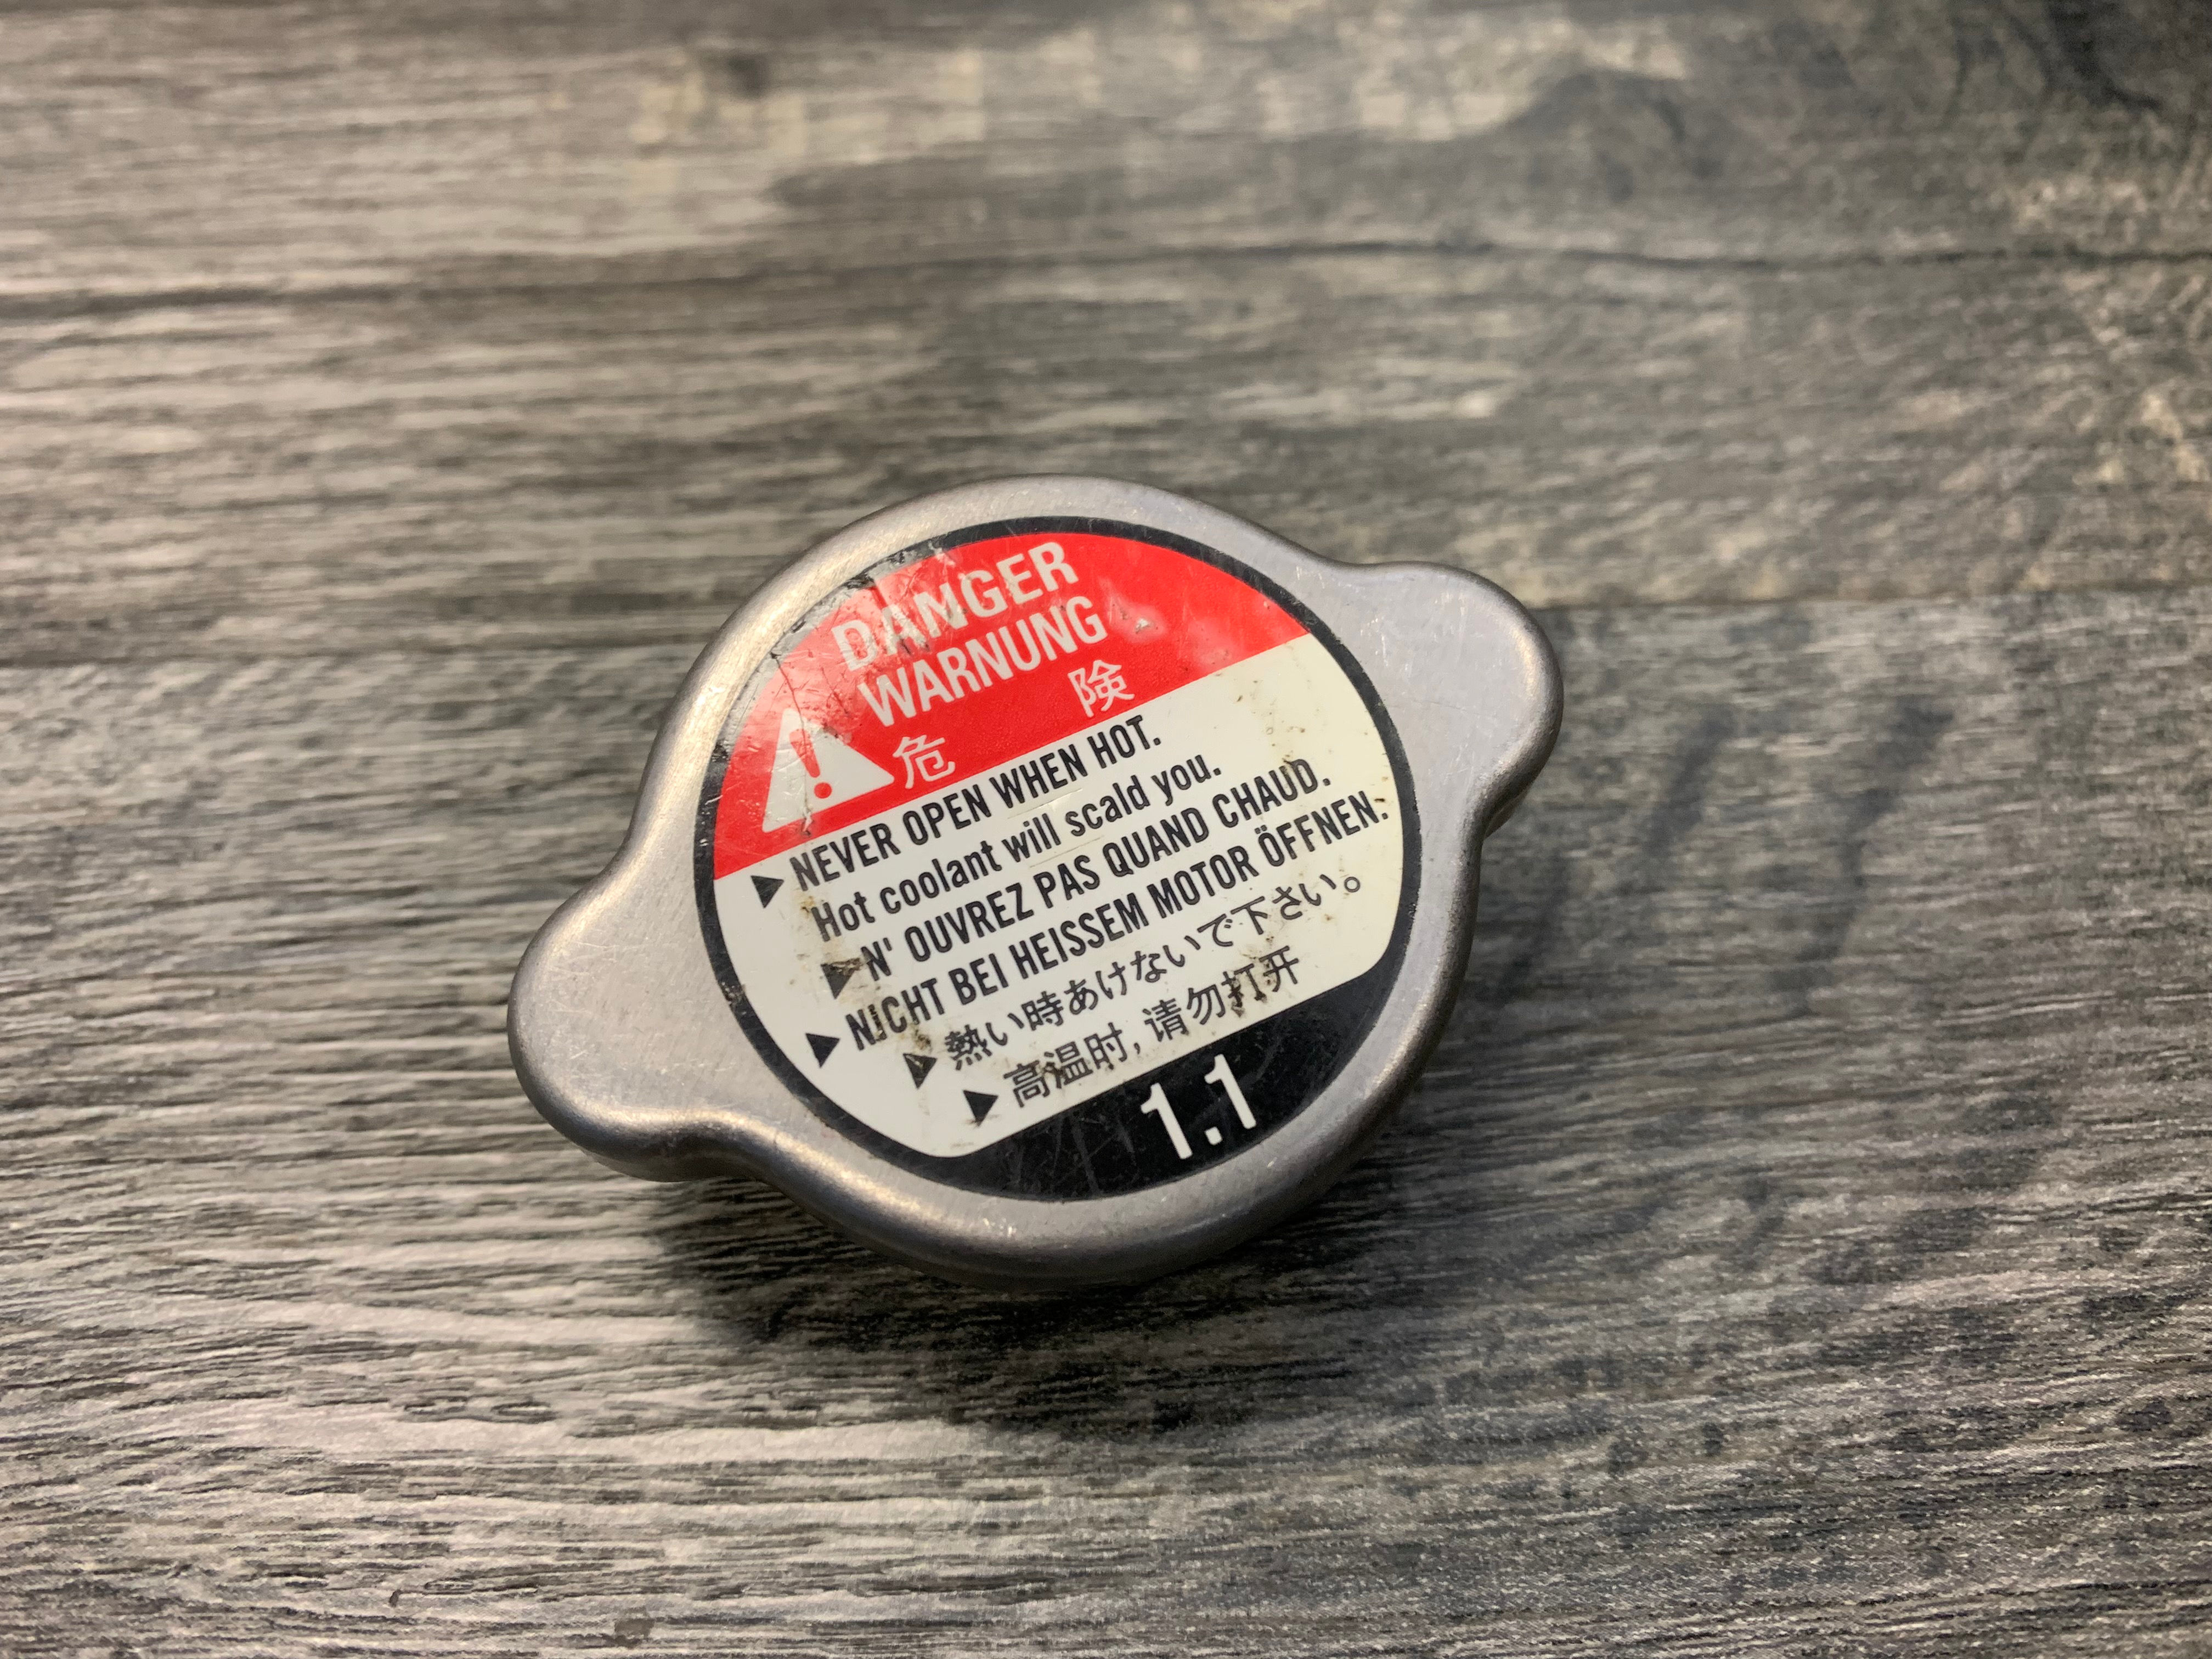 DANGER
WARNUNG
危 険
▶ NEVER OPEN WHEN HOT.
Hot coolant will scald you.
▶ N' OUVREZ PAS QUAND CHAUD.
▶ NICHT BEI HEISSEM MOTOR ÖFFNEN.
▶ 熱い時あけないで下さい。
▶ 高温时,请勿打开
1.1